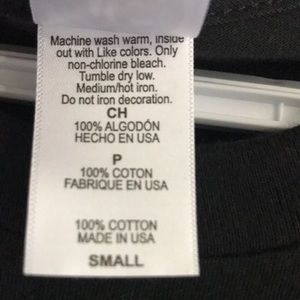 Machine wash warm, inside
out with Like colors. Only
non-chlorine bleach.
Tumble dry low.
Medium/hot iron.
Do not iron decoration.
CH
100% ALGODÓN
HECHO EN USA
P
100% COTON
FABRIQUE EN USA
100% COTTON
MADE IN USA
SMALL